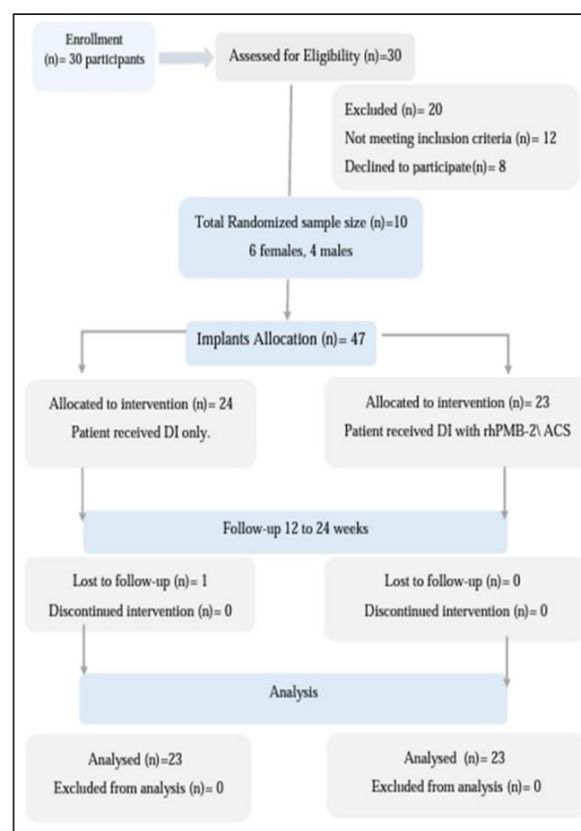 Enrollment
(n)= 30 participants
Assessed for Eligibility (n)=30
Excluded (n)= 20
Not meeting inclusion criteria (n)= 12
Declined to participate(n)= 8
Total Randomized sample size (n)=10
6 females, 4 males
Implants Allocation (n)= 47
Allocated to intervention (n)= 24
Patient received DI only.
Allocated to intervention (n)= 23
Patient received DI with rhPMB-2\ ACS
Follow-up 12 to 24 weeks
Lost to follow-up (n)= 1
Discontinued intervention (n)= 0
Lost to follow-up (n)= 0
Discontinued intervention (n)= 0
Analysis
Analysed (n)=23
Excluded from analysis (n)= 0
Analysed (n)= 23
Excluded from analysis (n)= 0